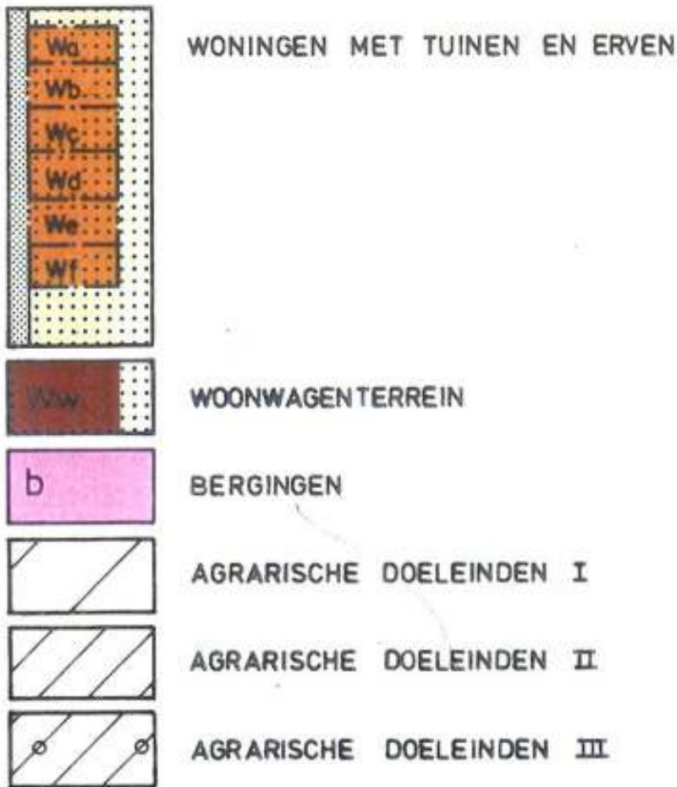 Wa WONINGEN MET TUINEN EN ERVEN
Wb
Wc
Wd
We
Wf
Ww WOONWAGENTERREIN
b BERGINGEN
AGRARISCHE DOELEINDEN I
AGRARISCHE DOELEINDEN II
AGRARISCHE DOELEINDEN III